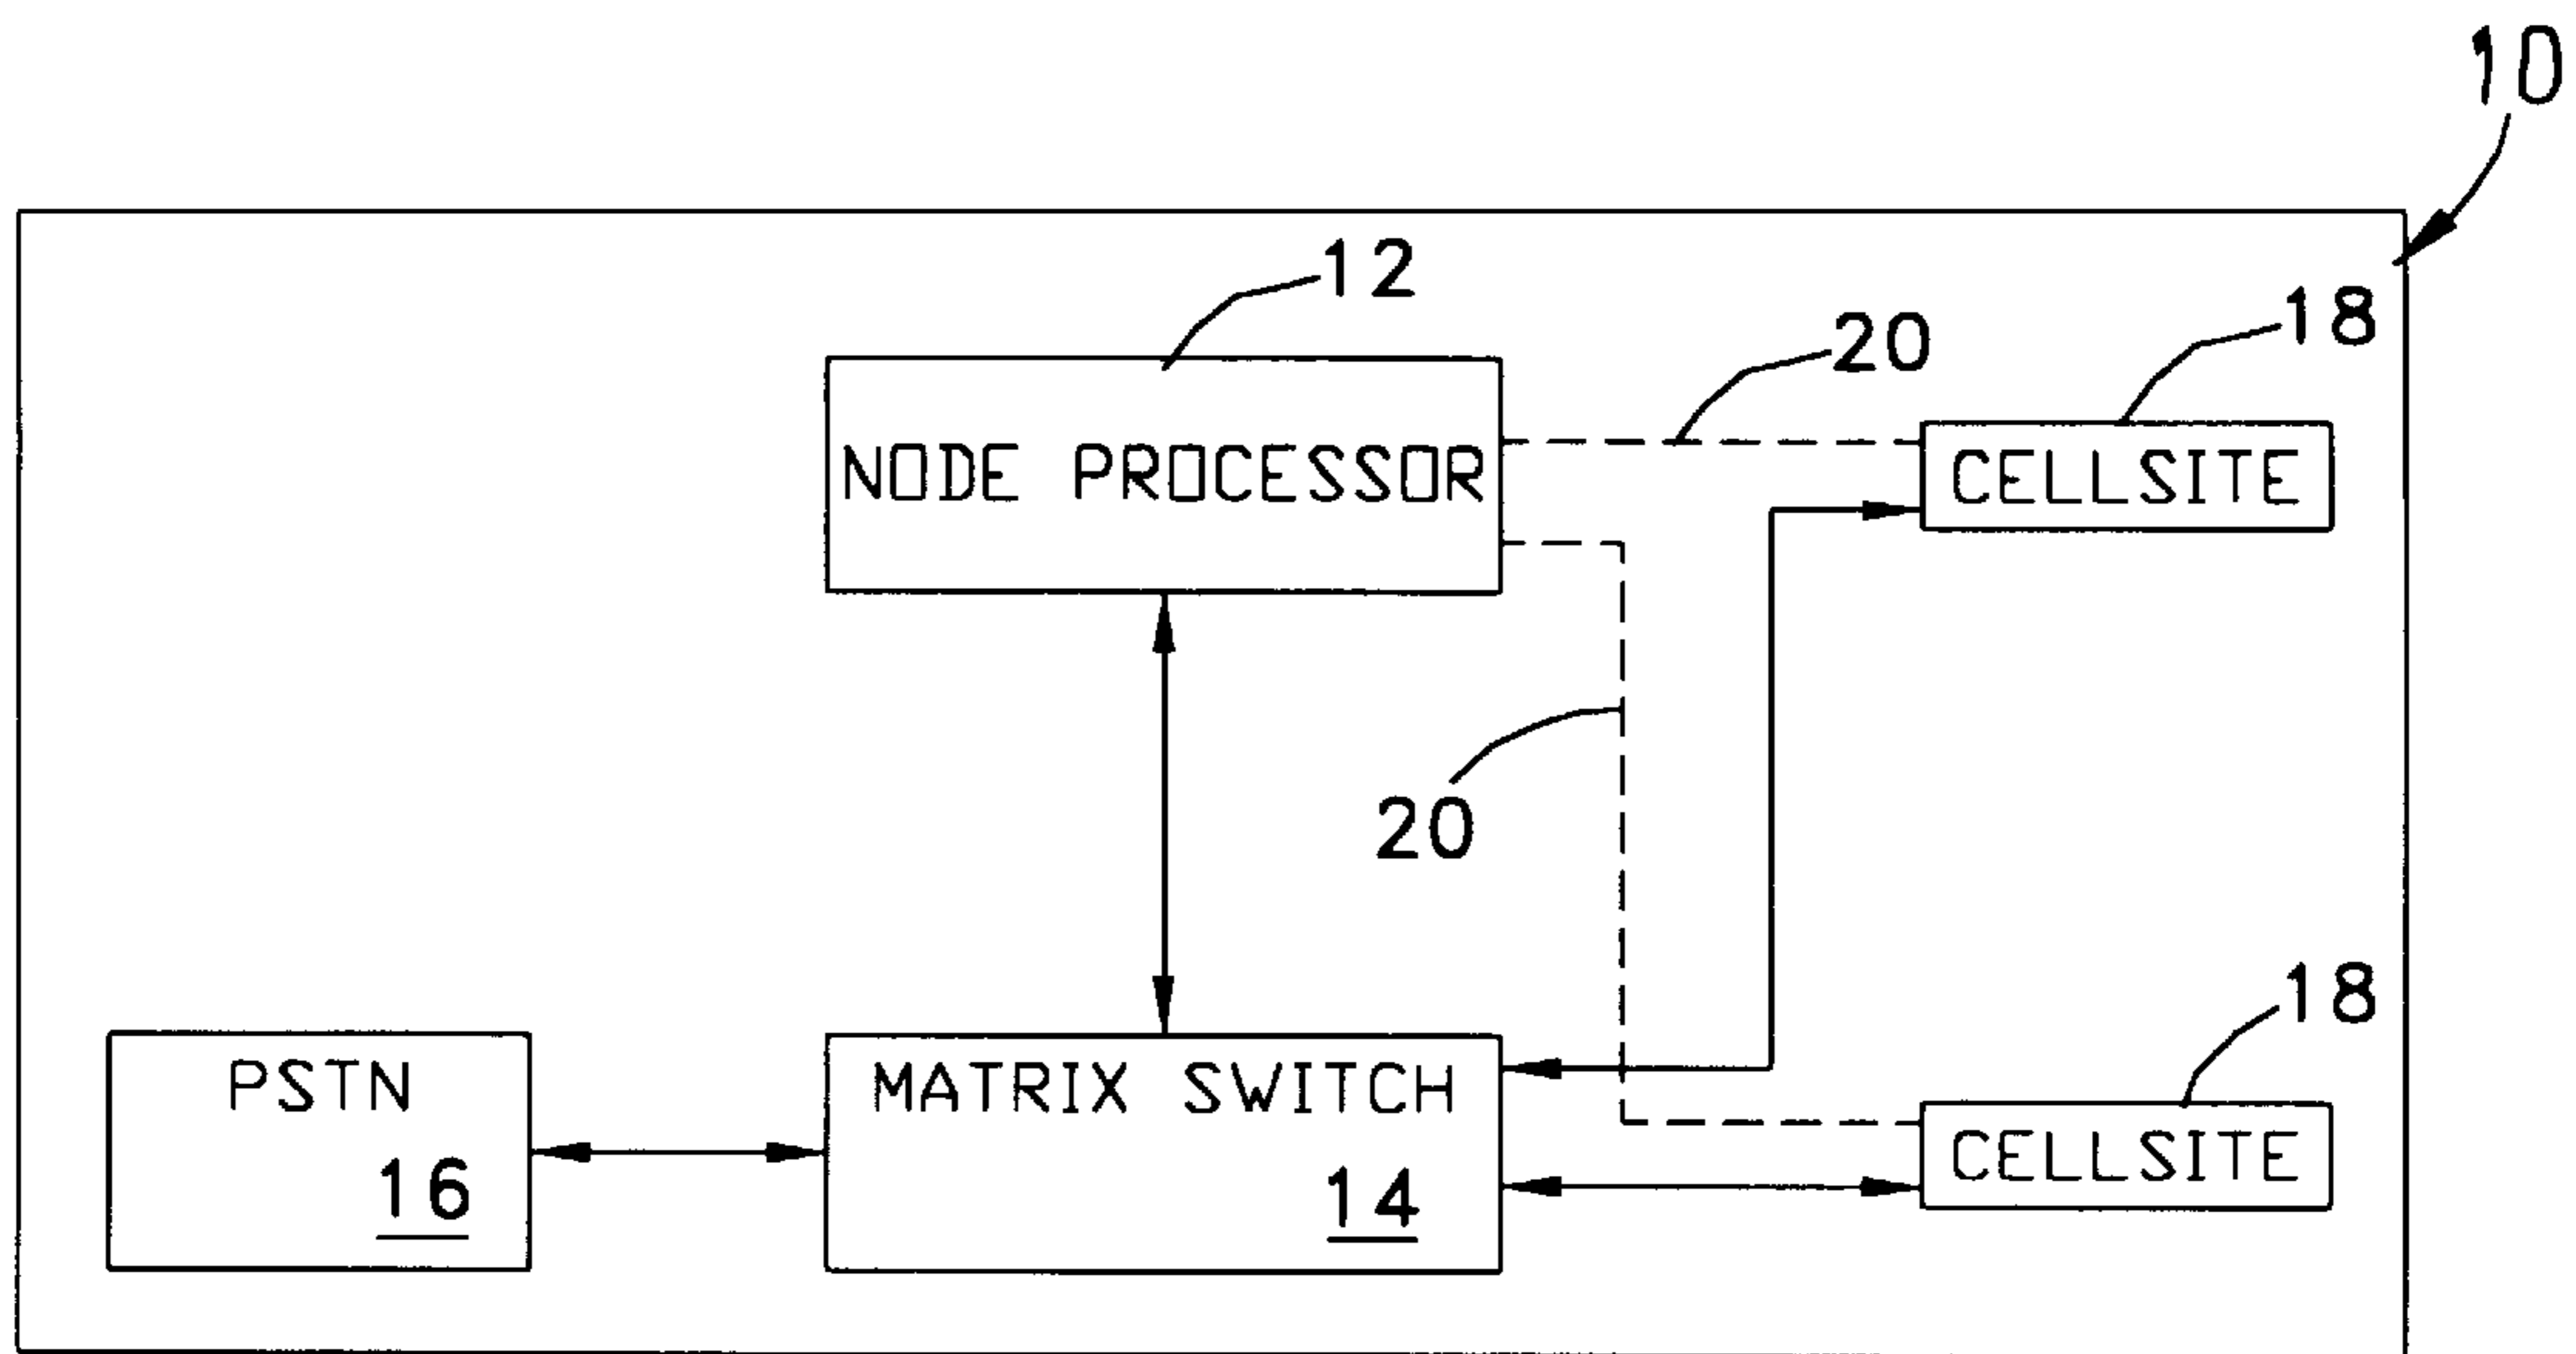 10
12
18
20
NODE PROCESSOR
CELLSITE
20
18
PSTN
MATRIX SWITCH
CELLSITE
16
14